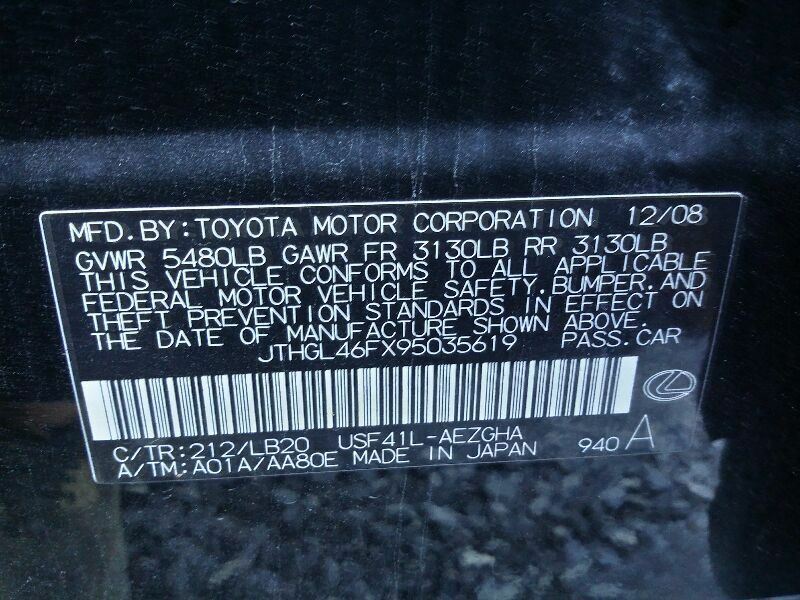 MFD.BY:TOYOTA MOTOR CORPORATION 12/08
GVWR 5480LB GAWR FR 3130LB RR 3130LB
THIS VEHICLE CONFORMS TO ALL APPLICABLE
FEDERAL MOTOR VEHICLE SAFETY.BUMPER.AND
THEFT PREVENTION STANDARDS IN EFFECT ON
THE DATE OF MANUFACTURE SHOWN ABOVE.
JTHGL46FX95035619 PASS.CAR
C/TR:212/LB20 USF41L-AEZGHA
A/TM:A01A/AA80E MADE IN JAPAN 940 A